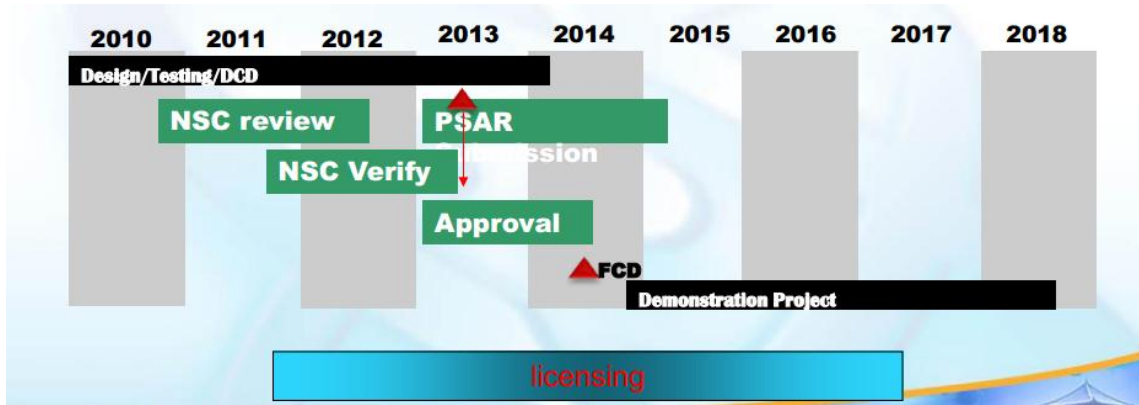 2010 2011 2012 2013 2014 2015 2016 2017 2018
Design/Testing/DCD
NSC review
PSAR
Submission
NSC Verify
Approval
FCD
Demonstration Project
licensing